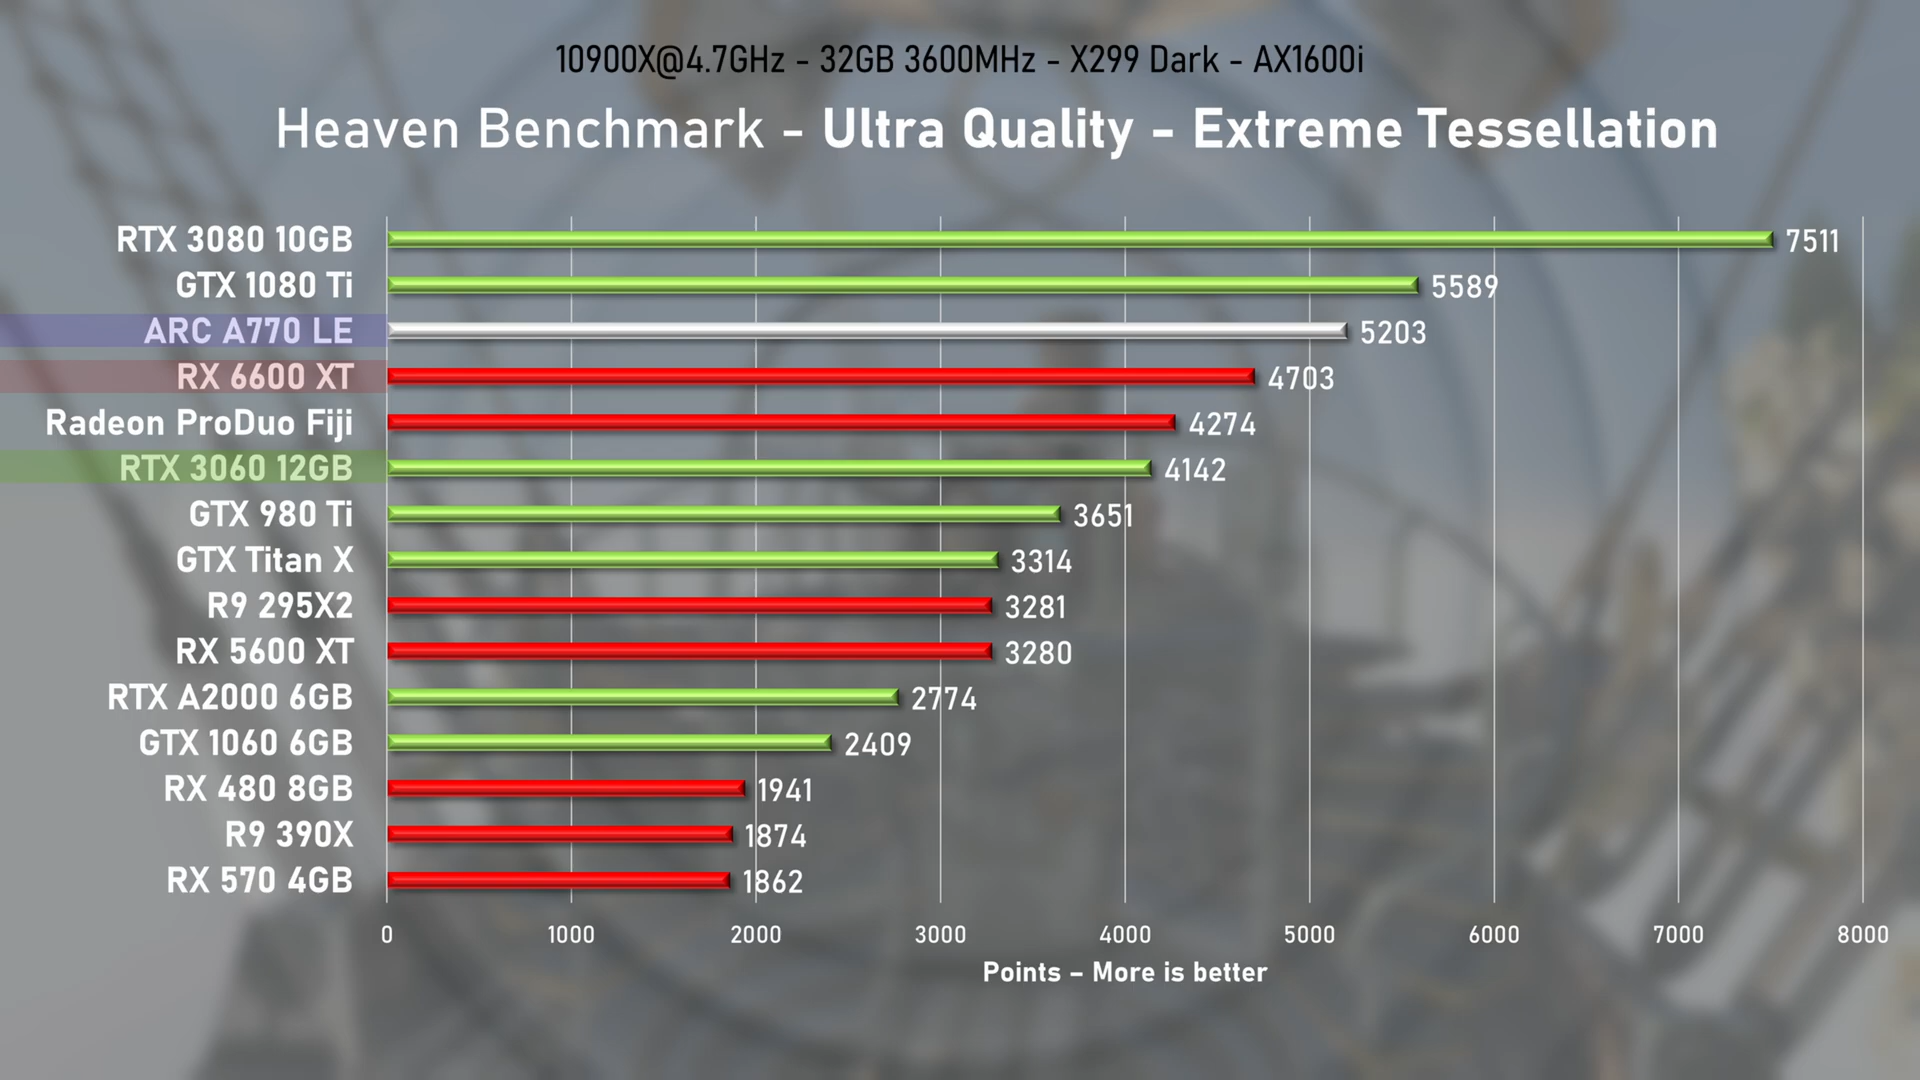 10900X@4.7GHz - 32GB 3600MHz - X299 Dark - AX1600i
Heaven Benchmark - Ultra Quality - Extreme Tessellation
RTX 3080 10GB 7511
GTX 1080 Ti 5589
ARC A770 LE 5203
RX 6600 XT 4703
Radeon ProDuo Fiji 4274
RTX 3060 12GB 4142
GTX 980 Ti 3651
GTX Titan X 3314
R9 295X2 3281
RX 5600 XT 3280
RTX A2000 6GB 2774
GTX 1060 6GB 2409
RX 480 8GB 1941
R9 390X 1874
RX 570 4GB 1862
0 1000 2000 3000 4000 5000 6000 7000 8000
Points – More is better